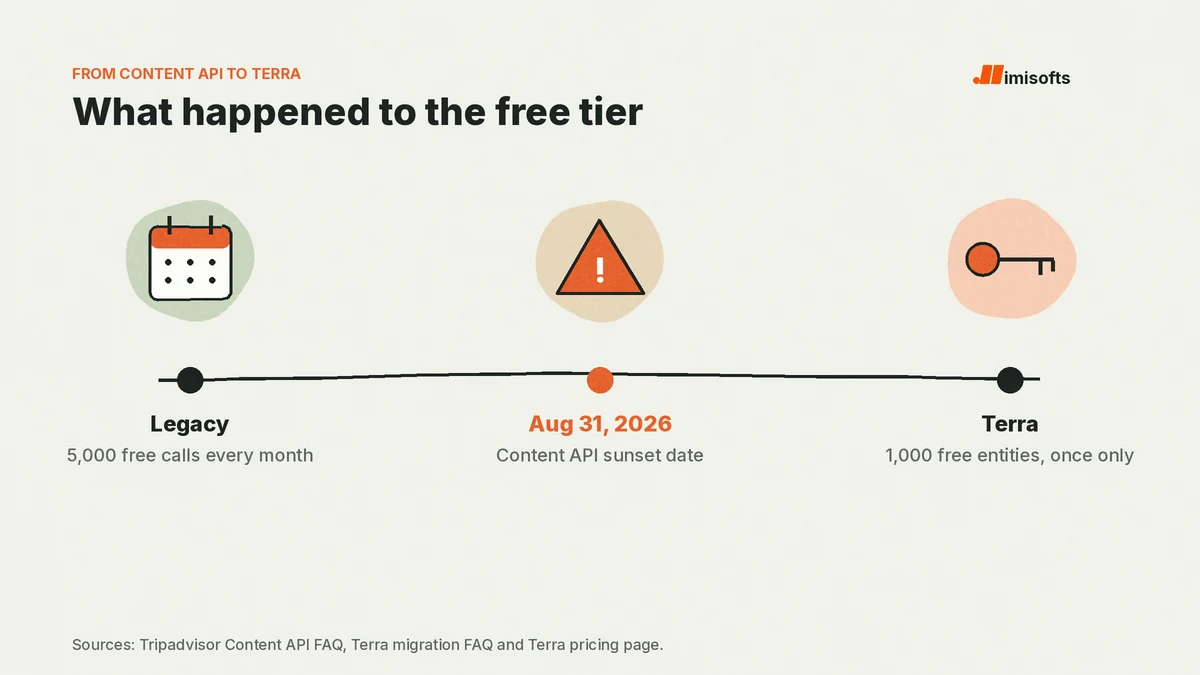 FROM CONTENT API TO TERRA
What happened to the free tier
imisofts
!
Legacy
5,000 free calls every month
Aug 31, 2026
Content API sunset date
Terra
1,000 free entities, once only
Sources: Tripadvisor Content API FAQ, Terra migration FAQ and Terra pricing page.